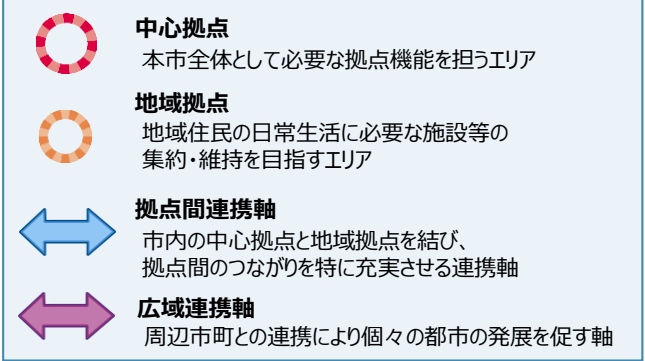 中心拠点
本市全体として必要な拠点機能を担うエリア
地域拠点
地域住民の日常生活に必要な施設等の
集約・維持を目指すエリア
拠点間連携軸
市内の中心拠点と地域拠点を結び、
拠点間のつながりを特に充実させる連携軸
広域連携軸
周辺市町との連携により個々の都市の発展を促す軸